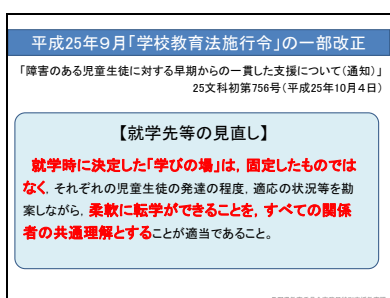 平成25年9月「学校教育法施行令」の一部改正
「障害のある児童生徒に対する早期からの一貫した支援について(通知)」
25文科初第756号(平成25年10月4日)
【就学先等の見直し】
就学時に決定した「学びの場」は，固定したものでは
なく，それぞれの児童生徒の発達の程度，適応の状況等を勘
案しながら，柔軟に転学ができることを，すべての関係
者の共通理解とすることが適当であること。